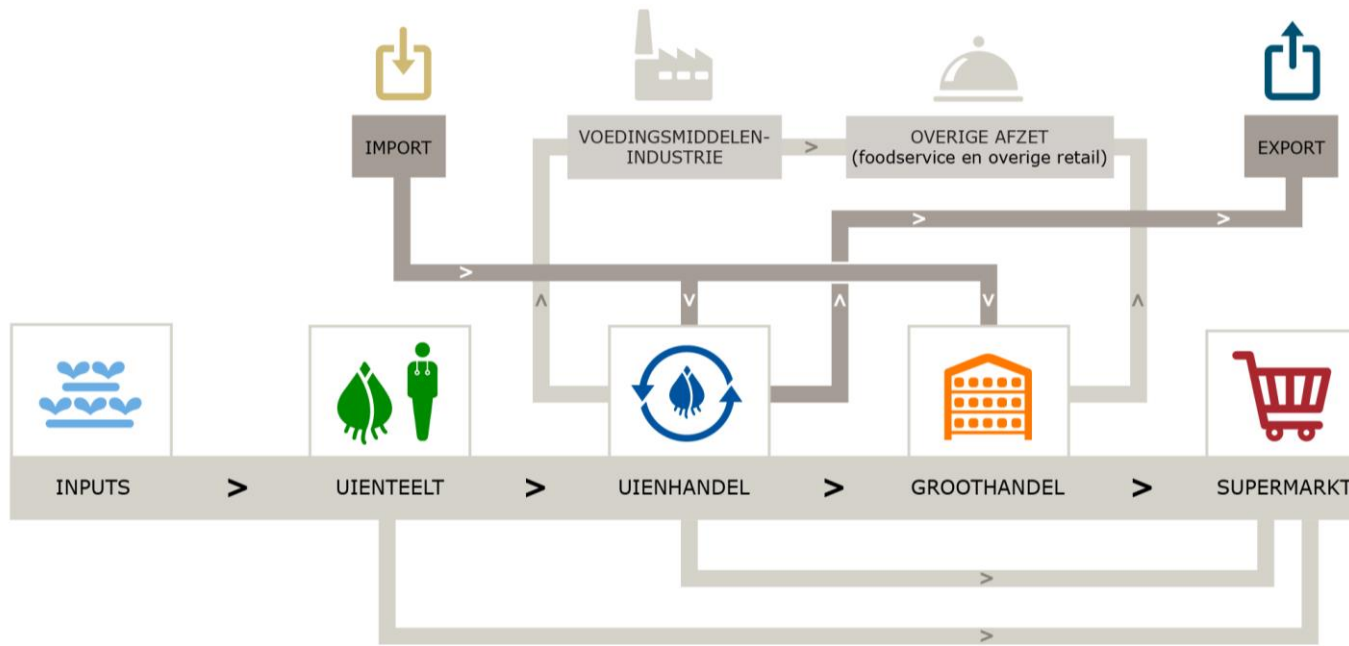 IMPORT
VOEDINGSMIDDELEN-
INDUSTRIE
>
OVERIGE AFZET
(foodservice en overige retail)
EXPORT
INPUTS > UIENTEELT > UIENHANDEL > GROOTHANDEL > SUPERMARKT